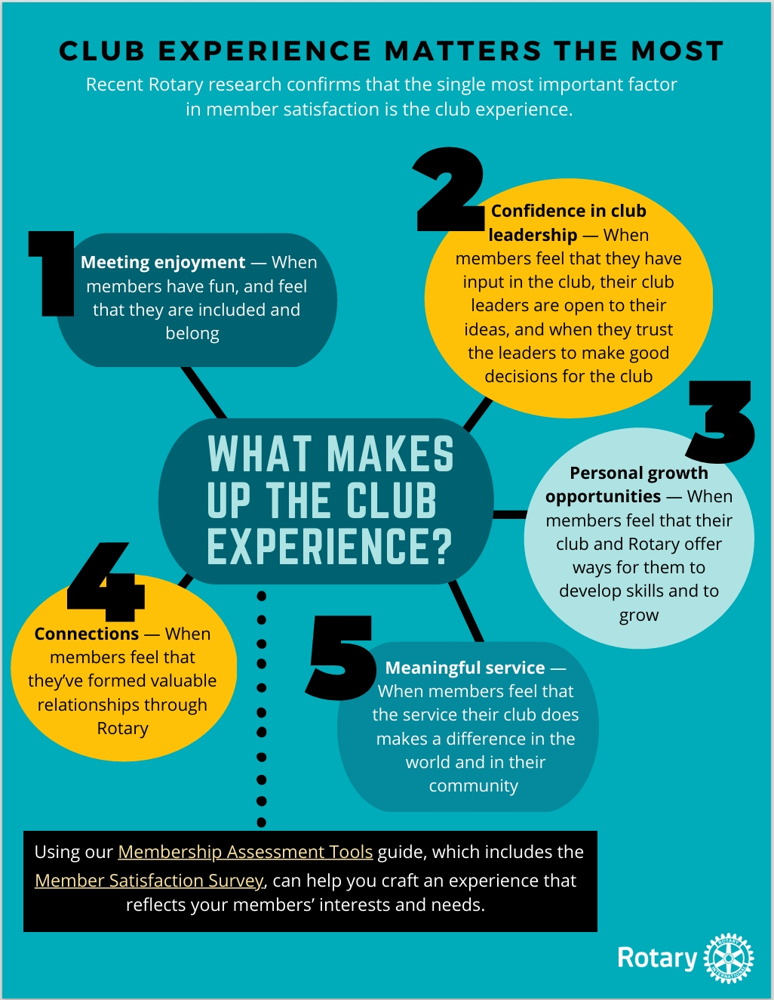 CLUB EXPERIENCE MATTERS THE MOST
Recent Rotary research confirms that the single most important factor
in member satisfaction is the club experience.
1
Meeting enjoyment — When
members have fun, and feel
that they are included and
belong
2
Confidence in club
leadership — When
members feel that they have
input in the club, their club
leaders are open to their
ideas, and when they trust
the leaders to make good
decisions for the club
WHAT MAKES
UP THE CLUB
EXPERIENCE?
3
Personal growth
opportunities — When
members feel that their
club and Rotary offer
ways for them to
develop skills and to
grow
4
Connections — When
members feel that
they’ve formed valuable
relationships through
Rotary
5
Meaningful service —
When members feel that
the service their club does
makes a difference in the
world and in their
community
Using our Membership Assessment Tools guide, which includes the
Member Satisfaction Survey, can help you craft an experience that
reflects your members’ interests and needs.
Rotary
ROTARY
INTERNATIONAL